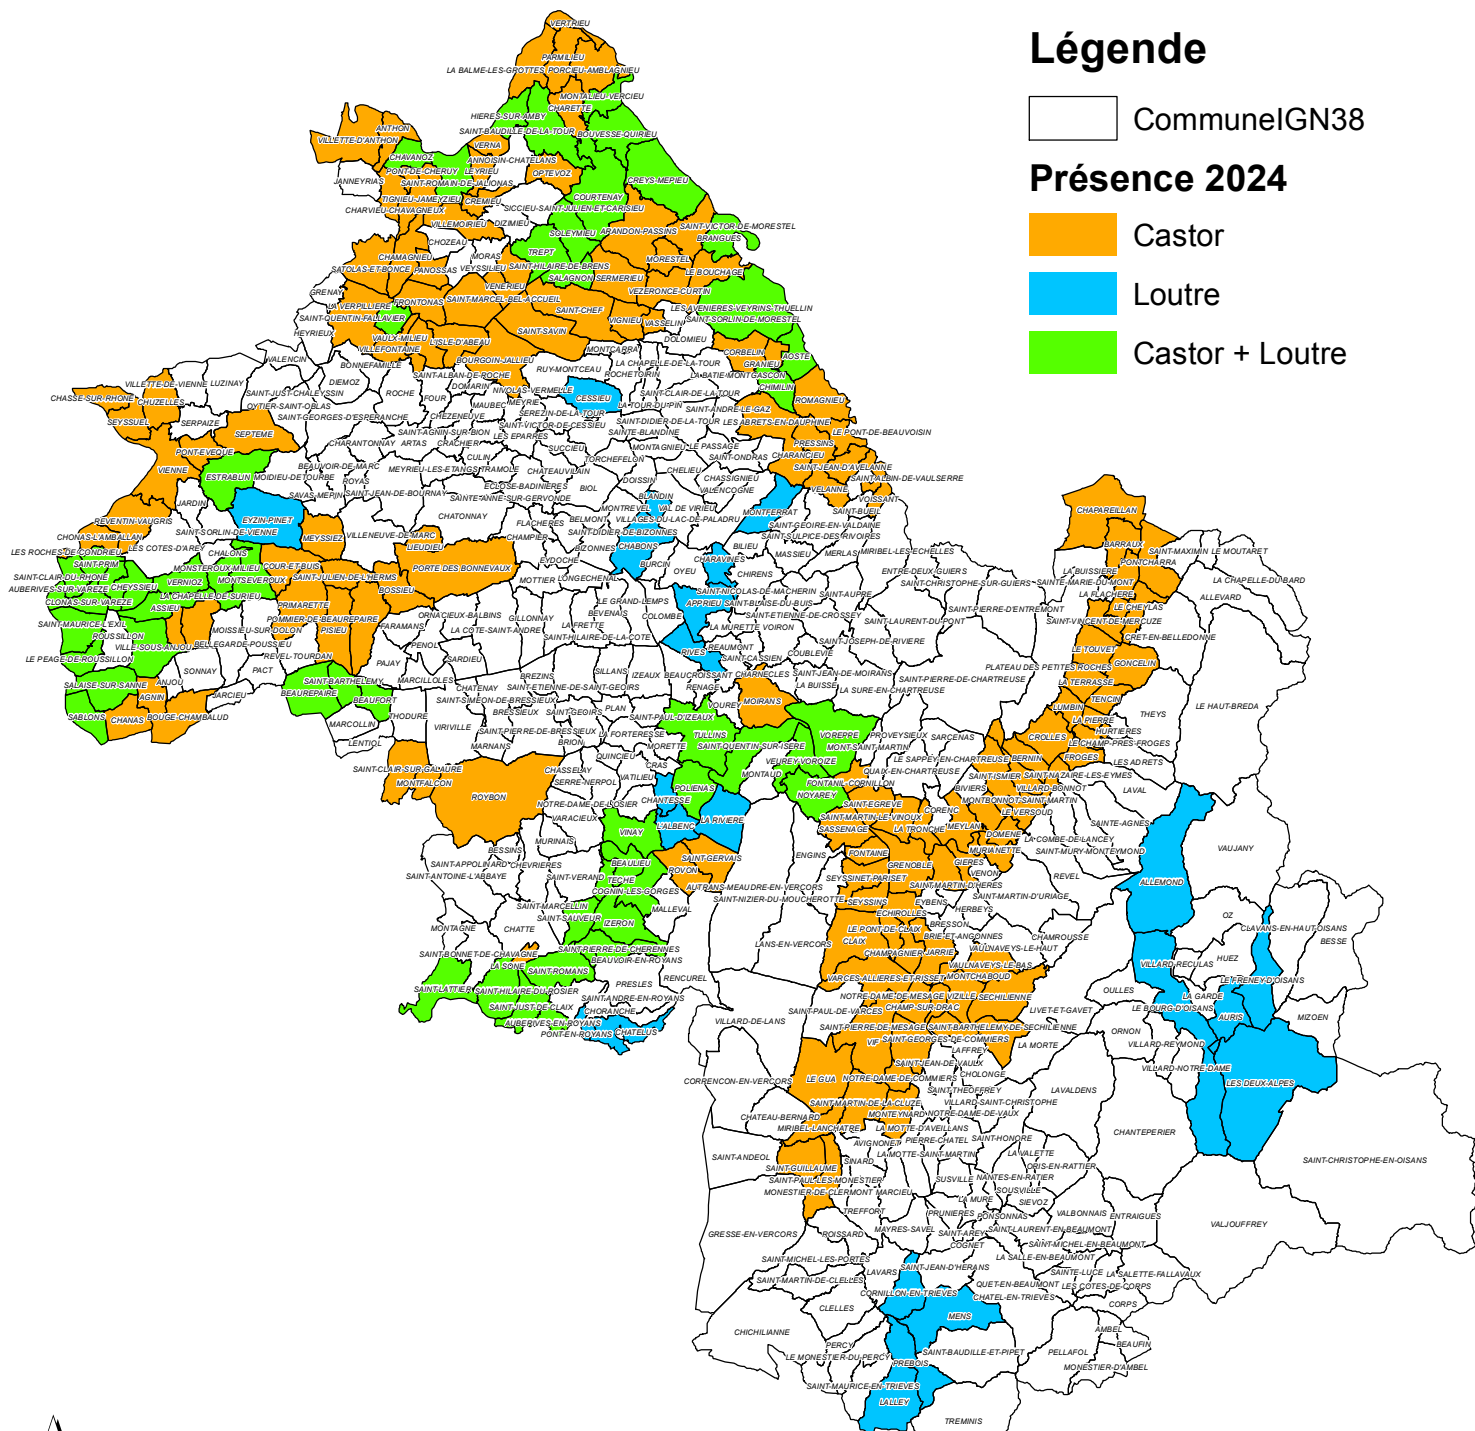 Légende
CommuneIGN38
Présence 2024
Castor
Loutre
Castor + Loutre
VERTRIEU
PARMILIEU
LA BALME-LES-GROTTES
PORCIEU-AMBLAGNIEU
MONTALIEU-VERCIEU
CHARETTE
HIERES-SUR-AMBY
SAINT-BAUDILLE-DE-LA-TOUR
BOUVESSE-QUIRIEU
ANTHON
VILLETTE-D'ANTHON
VERNA
CHAVANOZ
ANNOISIN-CHATELANS
PONT-DE-CHERUY
LEYRIEU
OPTEVOZ
CREYS-MEPIEU
JANNEYRIAS
SAINT-ROMAIN-DE-JALIONAS
TIGNIEU-JAMEYZIEU
CREMIEU
COURTENAY
CHARVIEU-CHAVAGNEUX
SICCIEU-SAINT-JULIEN-ET-CARISIEU
VILLEMOIRIEU
DIZIMIEU
SOLEYMIEU
ARANDON-PASSINS
SAINT-VICTOR-DE-MORESTEL
BRANGUES
CHOZEAU
TREPT
MORAS
CHAMAGNIEU
MORESTEL
SATOLAS-ET-BONCE
PANOSSAS
VEYSSILIEU
SAINT-HILAIRE-DE-BRENS
LE BOUCHAGE
SALAGNON
SERMERIEU
VENERIEU
VEZERONCE-CURTIN
GRENAY
LA VERPILLIERE
FRONTONAS
SAINT-MARCEL-BEL-ACCUEIL
SAINT-CHEF
LES AVENIERES-VEYRINS-THUELLIN
SAINT-SORLIN-DE-MORESTEL
SAINT-QUENTIN-FALLAVIER
VIGNIEU
VASSELIN
HEYRIEUX
VAULX-MILIEU
L'ISLE-D'ABEAU
SAINT-SAVIN
DOLOMIEU
VILLEFONTAINE
MONTCARRA
CORBELIN
AOSTE
VALENCIN
BONNEFAMILLE
BOURGOIN-JALLIEU
LA CHAPELLE-DE-LA-TOUR
GRANIEU
RUY-MONTCEAU
ROCHETOIRIN
LA BATIE-MONTGASCON
VILLETTE-DE-VIENNE
LUZINAY
DIEMOZ
SAINT-ALBAN-DE-ROCHE
CHIMILIN
CHASSE-SUR-RHONE
CHUZELLES
SAINT-JUST-CHALEYSSIN
ROCHE
DOMARIN
NIVOLAS-VERMELLE
CESSIEU
SAINT-CLAIR-DE-LA-TOUR
ROMAGNIEU
FOUR
MAUBEC
MEYRIE
LA TOUR-DU-PIN
SAINT-ANDRE-LE-GAZ
OYTIER-SAINT-OBLAS
SEYSSUEL
SERPAIZE
SAINT-GEORGES-D'ESPERANCHE
CHEZENEUVE
SEREZIN-DE-LA-TOUR
SAINT-DIDIER-DE-LA-TOUR
LES ABRETS-EN-DAUPHINE
SEPTEME
SAINT-VICTOR-DE-CESSIEU
SAINT-AGNIN-SUR-BION
LES EPARRES
SAINTE-BLANDINE
LE PONT-DE-BEAUVOISIN
CHARANTONNAY
ARTAS
CRACHIER
SUCCIEU
MONTAGNIEU
LE PASSAGE
PRESSINS
PONT-EVEQUE
CULIN
TORCHEFELON
SAINT-ONDRAS
CHARANCIEU
VIENNE
BEAUVOIR-DE-MARC
MEYRIEU-LES-ETANGS
TRAMOLE
CHATEAUVILAIN
CHELIEU
SAINT-JEAN-D'AVELANNE
ESTRABLIN
MOIDIEU-DETOURBE
ROYAS
ECLOSE-BADINIERES
DOISSIN
CHASSIGNIEU
SAINT-ALBIN-DE-VAULSERRE
SAVAS-MEPIN
SAINT-JEAN-DE-BOURNAY
BIOL
VALENCOGNE
VELANNE
SAINTE-ANNE-SUR-GERVONDE
BLANDIN
VOISSANT
JARDIN
EYZIN-PINET
MONTREVEL
VAL DE VIRIEU
MONTFERRAT
SAINT-BUEIL
CHATONNAY
BELMONT
VILLAGES-DU-LAC-DE-PALADRU
REVENTIN-VAUGRIS
FLACHERES
SAINT-GEOIRE-EN-VALDAINE
SAINT-SORLIN-DE-VIENNE
MEYSSIEZ
VILLENEUVE-DE-MARC
SAINT-DIDIER-DE-BIZONNES
SAINT-SULPICE-DES-RIVOIRES
CHONAS-L'AMBALLAN
CHAMPIER
LES ROCHES-DE-CONDRIEU
LES COTES-D'AREY
LIEUDIEU
BIZONNES
CHABONS
BILIEU
MASSIEU
MERLAS
MIRIBEL-LES-ECHELLES
SAINT-PRIM
CHALONS
EYDOCHE
BURCIN
CHARAVINES
SAINT-CLAIR-DU-RHONE
MONSTEROUX-MILIEU
COUR-ET-BUIS
PORTE-DES-BONNEVAUX
OYEU
CHIRENS
ENTRE-DEUX-GUIERS
VERNIOZ
MONTSEVEROUX
SAINT-JULIEN-DE-L'HERMS
MOTTIER
LONGECHENAL
SAINT-CHRISTOPHE-SUR-GUIERS
AUBERIVES-SUR-VAREZE
CHEYSSIEU
BOSSIEU
SAINT-NICOLAS-DE-MACHERIN
SAINT-AUPRE
LA CHAPELLE-DE-SURIEU
CLONAS-SUR-VAREZE
LE GRAND-LEMPS
APPRIEU
SAINT-BLAISE-DU-BUIS
ASSIEU
PRIMARETTE
ORNACIEUX-BALBINS
GILLONNAY
BEVENAIS
COLOMBE
SAINT-ETIENNE-DE-CROSSEY
SAINT-PIERRE-D'ENTREMONT
SAINT-MAURICE-L'EXIL
POMMIER-DE-BEAUREPAIRE
FARAMANS
LA COTE-SAINT-ANDRE
LA FRETTE
LA MURETTE
VOIRON
SAINT-LAURENT-DU-PONT
ROUSSILLON
MOISSIEU-SUR-DOLON
PISIEU
SAINT-HILAIRE-DE-LA-COTE
VILLE-SOUS-ANJOU
BELLEGARDE-POUSSIEU
PENOL
RIVES
REAUMONT
SAINT-JOSEPH-DE-RIVIERE
LE PEAGE-DE-ROUSSILLON
REVEL-TOURDAN
SARDIEU
SAINT-CASSIEN
COUBLEVIE
SONNAY
PACT
PAJAY
MARCILLOLES
BREZINS
SILLANS
IZEAUX
BEAUCROISSANT
CHARNECLES
SAINT-JEAN-DE-MOIRANS
SAINT-PIERRE-DE-CHARTREUSE
ANJOU
SAINT-BARTHELEMY
CHATENAY
SAINT-ETIENNE-DE-SAINT-GEOIRS
RENAGE
LA BUISSE
LA SURE-EN-CHARTREUSE
SALAISE-SUR-SANNE
AGNIN
JARCIEU
BEAUREPAIRE
BEAUFORT
SAINT-SIMEON-DE-BRESSIEUX
MOIRANS
SABLONS
CHANAS
BOUGE-CHAMBALUD
THODURE
BRESSIEUX
SAINT-GEOIRS
PLAN
SAINT-PAUL-D'IZEAUX
VOUREY
MARCOLLIN
VIRIVILLE
SAINT-PIERRE-DE-BRESSIEUX
LA FORTERESSE
TULLINS
VOREPPE
PROVEYSIEUX
SARCENAS
LENTIOL
MARNANS
BRION
MORETTE
SAINT-QUENTIN-SUR-ISERE
MONT-SAINT-MARTIN
QUINCIEU
CRAS
VEUREY-VOROIZE
LE SAPPEY-EN-CHARTREUSE
SAINT-CLAIR-SUR-GALAURE
CHASSELAY
VATILIEU
MONTAUD
QUAIX-EN-CHARTREUSE
MONTFALCON
SERRE-NERPOL
POLIENAS
FONTANIL-CORNILLON
ROYBON
CHANTESSE
NOYAREY
NOTRE-DAME-DE-L'OSIER
SAINT-EGREVE
VARACIEUX
L'ALBENC
LA RIVIERE
SAINT-MARTIN-LE-VINOUX
CORENC
VINAY
SASSENAGE
LA TRONCHE
MEYLAN
MURINAIS
BESSINS
SAINT-GERVAIS
ENGINS
FONTAINE
SAINT-APPOLINARD
CHEVRIERES
BEAULIEU
ROVON
GRENOBLE
GIERES
SAINT-ANTOINE-L'ABBAYE
SAINT-VERAND
TECHE
SEYSSINET-PARISET
VENON
COGNIN-LES-GORGES
AUTRANS-MEAUDRE-EN-VERCORS
SAINT-MARTIN-D'HERES
SAINT-NIZIER-DU-MOUCHEROTTE
SEYSSINS
EYBENS
SAINT-MARTIN-D'URIAGE
SAINT-MARCELLIN
MALLEVAL
ECHIROLLES
HERBEYS
SAINT-SAUVEUR
IZERON
BRESSON
MONTAGNE
CHATTE
LE PONT-DE-CLAIX
BRIE-ET-ANGONNES
CHAMROUSSE
CLAIX
LANS-EN-VERCORS
SAINT-BONNET-DE-CHAVAGNE
SAINT-PIERRE-DE-CHERENNES
CHAMPAGNIER
JARRIE
VAULNAVEYS-LE-HAUT
LA SONE
BEAUVOIR-EN-ROYANS
VAULNAVEYS-LE-BAS
SAINT-ROMANS
RENCUREL
VARCES-ALLIERES-ET-RISSET
MONTCHABOUD
SAINT-LATTIER
SAINT-HILAIRE-DU-ROSIER
PRESLES
NOTRE-DAME-DE-MESAGE
VIZILLE
SECHILIENNE
SAINT-JUST-DE-CLAIX
SAINT-ANDRE-EN-ROYANS
SAINT-PAUL-DE-VARCES
CHAMP-SUR-DRAC
LIVET-ET-GAVET
CHORANCHE
AUBERIVES-EN-ROYANS
VILLARD-DE-LANS
SAINT-PIERRE-DE-MESAGE
SAINT-BARTHELEMY-DE-SECHILIENNE
PONT-EN-ROYANS
CHATELUS
VIF
SAINT-GEORGES-DE-COMMIERS
LA MORTE
LAFFREY
SAINT-JEAN-DE-VAULX
CHOLONGE
CORRENCON-EN-VERCORS
LE GUA
NOTRE-DAME-DE-COMMIERS
SAINT-THEOFFREY
LAVALDENS
SAINT-MARTIN-DE-LA-CLUZE
VILLARD-SAINT-CHRISTOPHE
CHATEAU-BERNARD
MONTEYNARD
NOTRE-DAME-DE-VAUX
MIRIBEL-LANCHATRE
LA MOTTE-D'AVEILLANS
CHANTEPERIER
AVIGNONET
PIERRE-CHATEL
SAINT-HONORE
SAINT-ANDEOL
SINARD
LA MOTTE-SAINT-MARTIN
LA VALETTE
SAINT-GUILLAUME
ORIS-EN-RATTIER
SAINT-PAUL-LES-MONESTIER
SUSVILLE
NANTES-EN-RATIER
MONESTIER-DE-CLERMONT
MARCIEU
LA MURE
SOUSVILLE
SIEVOZ
TREFFORT
PRUNIERES
PONSONNAS
VALBONNAIS
ENTRAIGUES
VALJOUFFREY
GRESSE-EN-VERCORS
ROISSARD
MAYRES-SAVEL
SAINT-AREY
SAINT-LAURENT-EN-BEAUMONT
COGNET
SAINT-MICHEL-EN-BEAUMONT
SAINT-MICHEL-LES-PORTES
LA SALLE-EN-BEAUMONT
LAVARS
SAINT-JEAN-D'HERANS
SAINTE-LUCE
LA SALETTE-FALLAVAUX
SAINT-MARTIN-DE-CLELLES
QUET-EN-BEAUMONT
LES COTES-DE-CORPS
CORNILLON-EN-TRIEVES
CHATEL-EN-TRIEVES
CLELLES
MENS
CORPS
CHICHILIANNE
PERCY
AMBEL
LE MONESTIER-DU-PERCY
SAINT-BAUDILLE-ET-PIPET
BEAUFIN
PREBOIS
PELLAFOL
MONESTIER-D'AMBEL
SAINT-MAURICE-EN-TRIEVES
LALLEY
TREMINIS
CHAPAREILLAN
BARRAUX
SAINT-MAXIMIN
LE MOUTARET
PONTCHARRA
LA BUISSIERE
SAINTE-MARIE-DU-MONT
LA CHAPELLE-DU-BARD
LA FLACHERE
ALLEVARD
LE CHEYLAS
SAINT-VINCENT-DE-MERCUZE
CRET-EN-BELLEDONNE
LE TOUVET
PLATEAU DES PETITES ROCHES
GONCELIN
LA TERRASSE
TENCIN
LUMBIN
LE HAUT-BREDA
LA PIERRE
THEYS
HURTIERES
CROLLES
LE CHAMP-PRES-FROGES
BERNIN
FROGES
LES ADRETS
SAINT-ISMIER
SAINT-NAZAIRE-LES-EYMES
BIVIERS
VILLARD-BONNOT
LAVAL
MONTBONNOT-SAINT-MARTIN
LE VERSOUD
SAINTE-AGNES
DOMENE
LA COMBE-DE-LANCEY
MURIANETTE
SAINT-MURY-MONTEYMOND
VAUJANY
REVEL
ALLEMOND
OZ
CLAVANS-EN-HAUT-OISANS
BESSE
VILLARD-RECULAS
HUEZ
LE FRENEY-D'OISANS
OULLES
LA GARDE
LE BOURG-D'OISANS
AURIS
MIZOEN
ORNON
VILLARD-REYMOND
VILLARD-NOTRE-DAME
LES DEUX-ALPES
SAINT-CHRISTOPHE-EN-OISANS